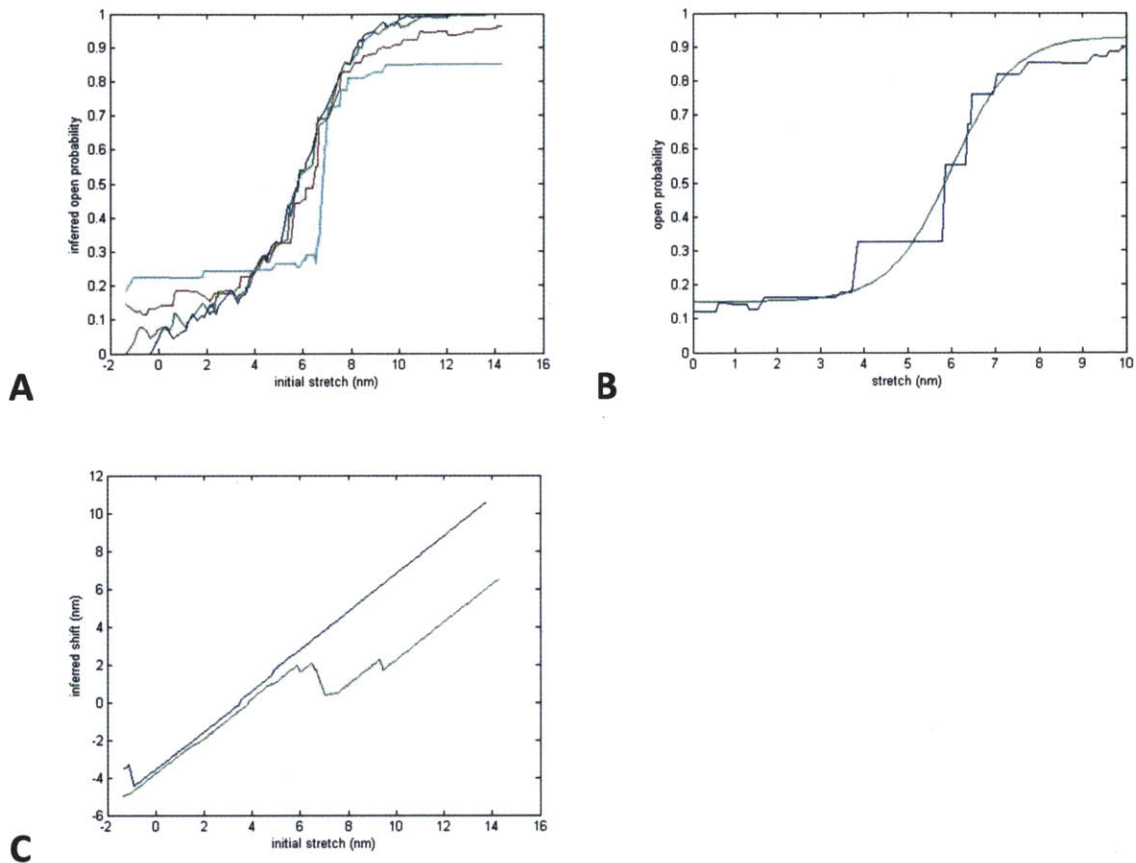 1
0.9
0.8
0.7
0.6
0.5
0.4
0.3
0.2
0.1
0
-2 0 2 4 6 8 10 12 14 16
inferred open probability
initial stretch (nm)
A
1
0.9
0.8
0.7
0.6
0.5
0.4
0.3
0.2
0.1
0
0 1 2 3 4 5 6 7 8 9 10
open probability
stretch (nm)
B
12
10
8
6
4
2
0
-2
-4
-6
-2 0 2 4 6 8 10 12 14 16
inferred shift (nm)
initial stretch (nm)
C